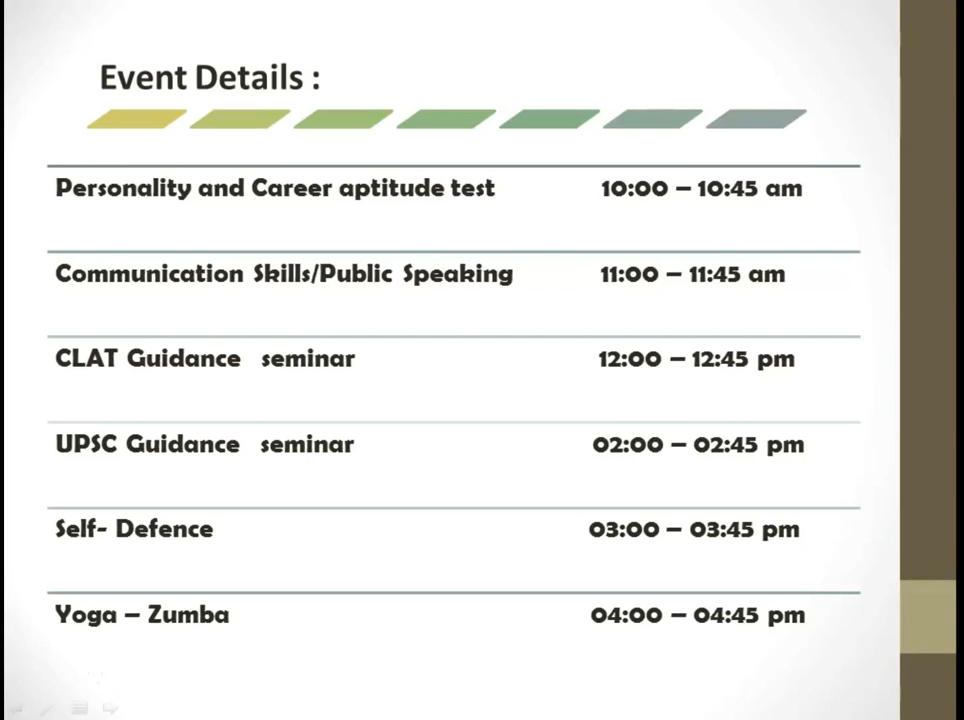 Event Details :
Personality and Career aptitude test 10:00 – 10:45 am
Communication Skills/Public Speaking 11:00 – 11:45 am
CLAT Guidance seminar 12:00 – 12:45 pm
UPSC Guidance seminar 02:00 – 02:45 pm
Self- Defence 03:00 – 03:45 pm
Yoga – Zumba 04:00 – 04:45 pm